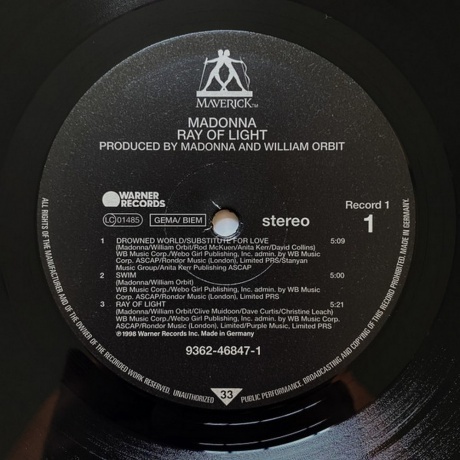 MAVERICK™
MADONNA
RAY OF LIGHT
PRODUCED BY MADONNA AND WILLIAM ORBIT
WARNER
RECORDS
LC 01485
GEMA/ BIEM
stereo
Record 1
1
1 DROWNED WORLD/SUBSTITUTE FOR LOVE 5:09
(Madonna/William Orbit/Rod McKuen/Anita Kerr/David Collins)
WB Music Corp./Webo Girl Publishing, Inc. admin. by WB Music
Corp. ASCAP/Rondor Music (London), Limited PRS/Stanyan
Music Group/Anita Kerr Publishing ASCAP
2 SWIM 5:00
(Madonna/William Orbit)
WB Music Corp./Webo Girl Publishing, Inc. admin. by WB Music
Corp. ASCAP/Rondor Music (London), Limited PRS
3 RAY OF LIGHT 5:21
(Madonna/William Orbit/Clive Muldoon/Dave Curtis/Christine Leach)
WB Music Corp./Webo Girl Publishing, Inc. admin. by WB Music Corp.
ASCAP/Rondor Music (London), Limited/Purple Music, Limited PRS
℗1998 Warner Records Inc. Made in Germany
9362-46847-1
33
ALL RIGHTS OF THE MANUFACTURER AND OF THE OWNER OF THE RECORDED WORK RESERVED. UNAUTHORIZED PUBLIC PERFORMANCE, BROADCASTING AND COPYING OF THIS RECORD PROHIBITED. MADE IN GERMANY.